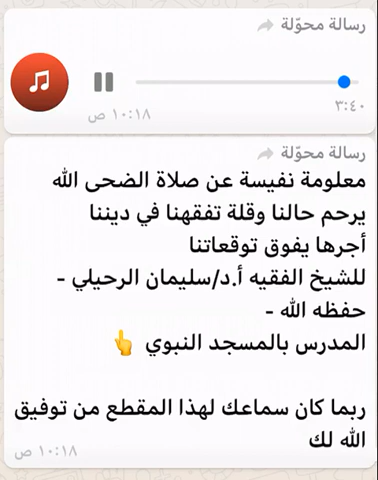 رسالة محوّلة
٣:٤٠
١٠:١٨ ص
رسالة محوّلة
معلومة نفيسة عن صلاة الضحى الله
يرحم حالنا وقلة تفقهنا في ديننا
أجرها يفوق توقعاتنا
للشيخ الفقيه أ.د/سليمان الرحيلي -
حفظه الله -
المدرس بالمسجد النبوي 👆
ربما كان سماعك لهذا المقطع من توفيق
الله لك
١٠:١٨ ص